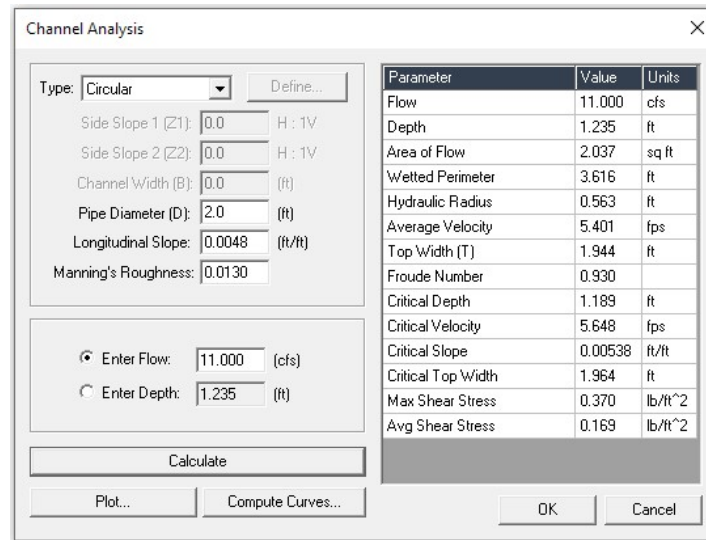 Channel Analysis
Type: Circular Define...
Side Slope 1 (Z1): 0.0 H : 1V
Side Slope 2 (Z2): 0.0 H : 1V
Channel Width (B): 0.0 (ft)
Pipe Diameter (D): 2.0 (ft)
Longitudinal Slope: 0.0048 (ft/ft)
Manning's Roughness: 0.0130
Enter Flow: 11.000 (cfs)
Enter Depth: 1.235 (ft)
Calculate
Plot... Compute Curves...
Parameter Value Units
Flow 11.000 cfs
Depth 1.235 ft
Area of Flow 2.037 sq ft
Wetted Perimeter 3.616 ft
Hydraulic Radius 0.563 ft
Average Velocity 5.401 fps
Top Width (T) 1.944 ft
Froude Number 0.930
Critical Depth 1.189 ft
Critical Velocity 5.648 fps
Critical Slope 0.00538 ft/ft
Critical Top Width 1.964 ft
Max Shear Stress 0.370 lb/ft^2
Avg Shear Stress 0.169 lb/ft^2
OK Cancel